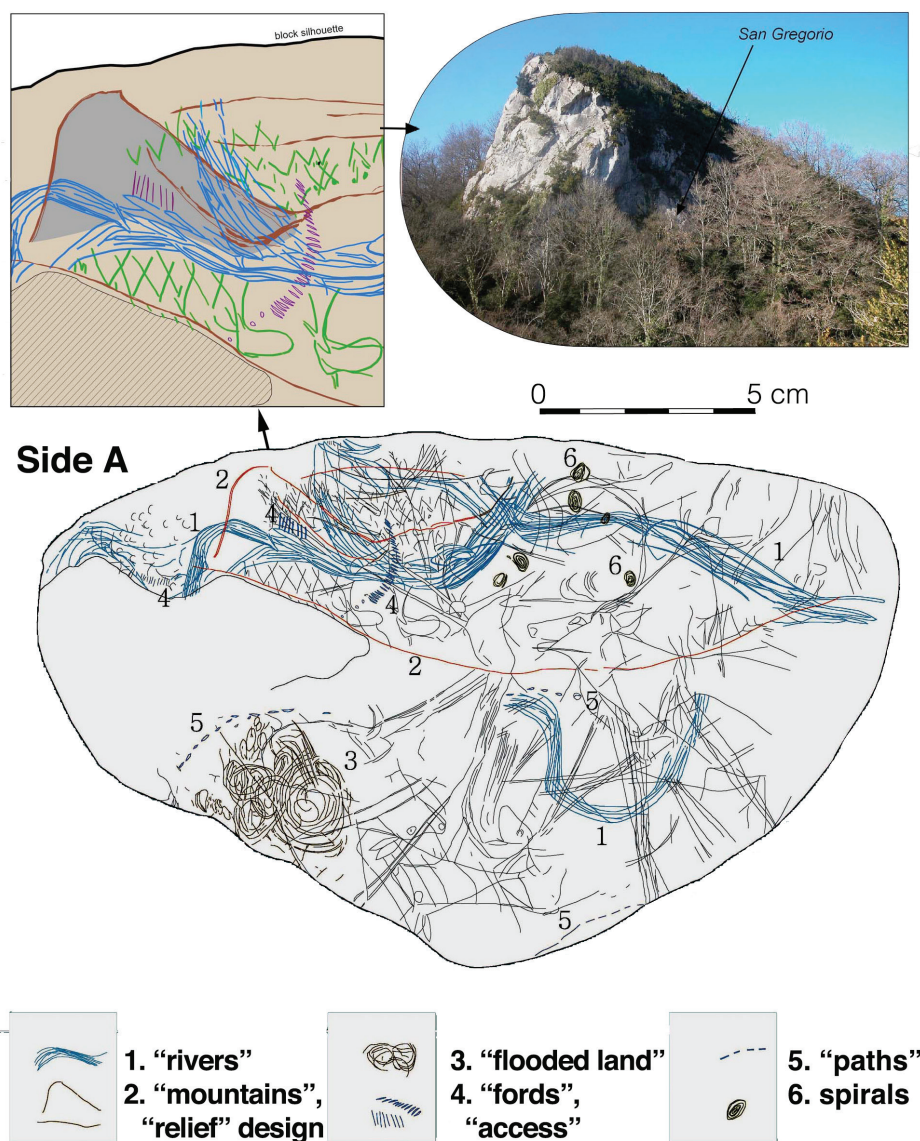 block silhouette
San Gregorio
0 5 cm
Side A
6
2
4
1
1
6
4
4
2
5
5
3
1
5
1. “rivers”
2. “mountains”,
“relief” design
3. “flooded land”
4. “fords”,
“access”
5. “paths”
6. spirals